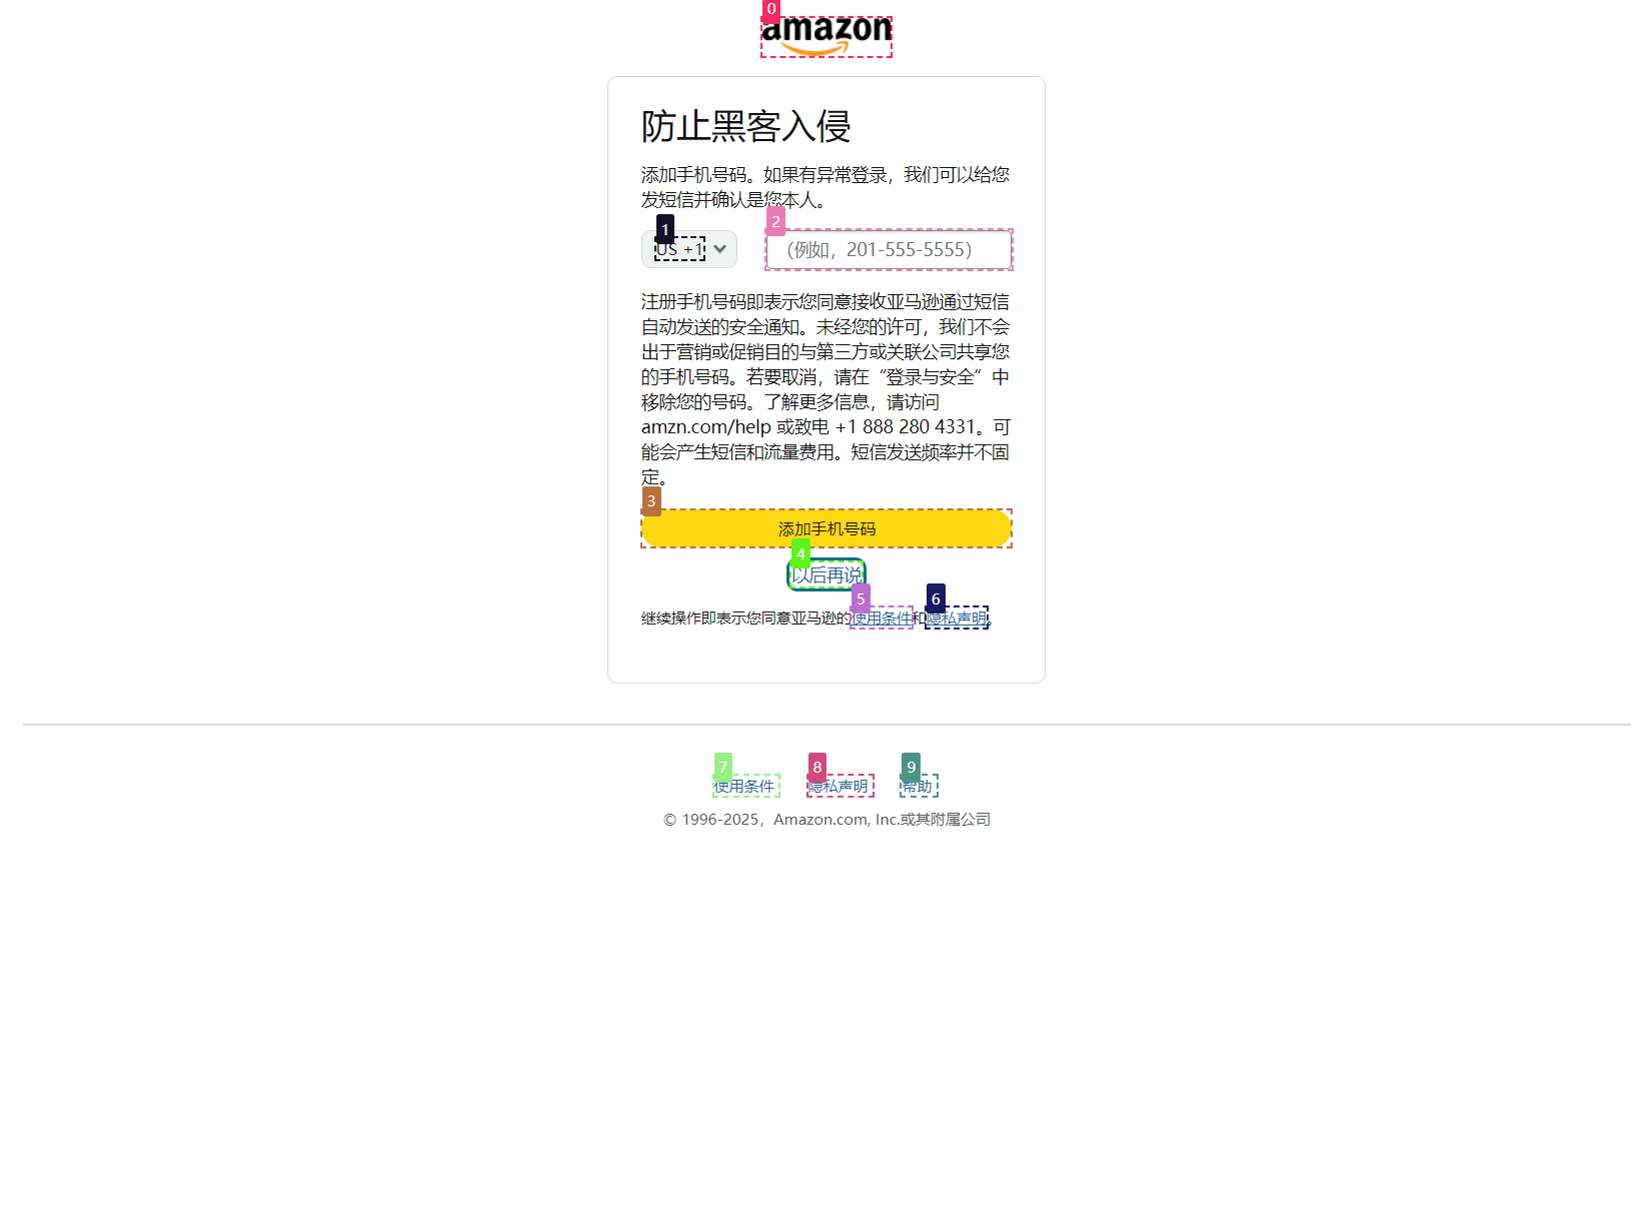 0
amazon
防止黑客入侵
添加手机号码。如果有异常登录，我们可以给您
发短信并确认是您本人。
1
2
US +1
（例如，201-555-5555）
注册手机号码即表示您同意接收亚马逊通过短信
自动发送的安全通知。未经您的许可，我们不会
出于营销或促销目的与第三方或关联公司共享您
的手机号码。若要取消，请在“登录与安全”中
移除您的号码。了解更多信息，请访问
amzn.com/help 或致电 +1 888 280 4331。可
能会产生短信和流量费用。短信发送频率并不固
定。
3
添加手机号码
4
以后再说
5
6
继续操作即表示您同意亚马逊的使用条件和隐私声明。
7
8
9
使用条件
隐私声明
帮助
© 1996-2025，Amazon.com, Inc.或其附属公司